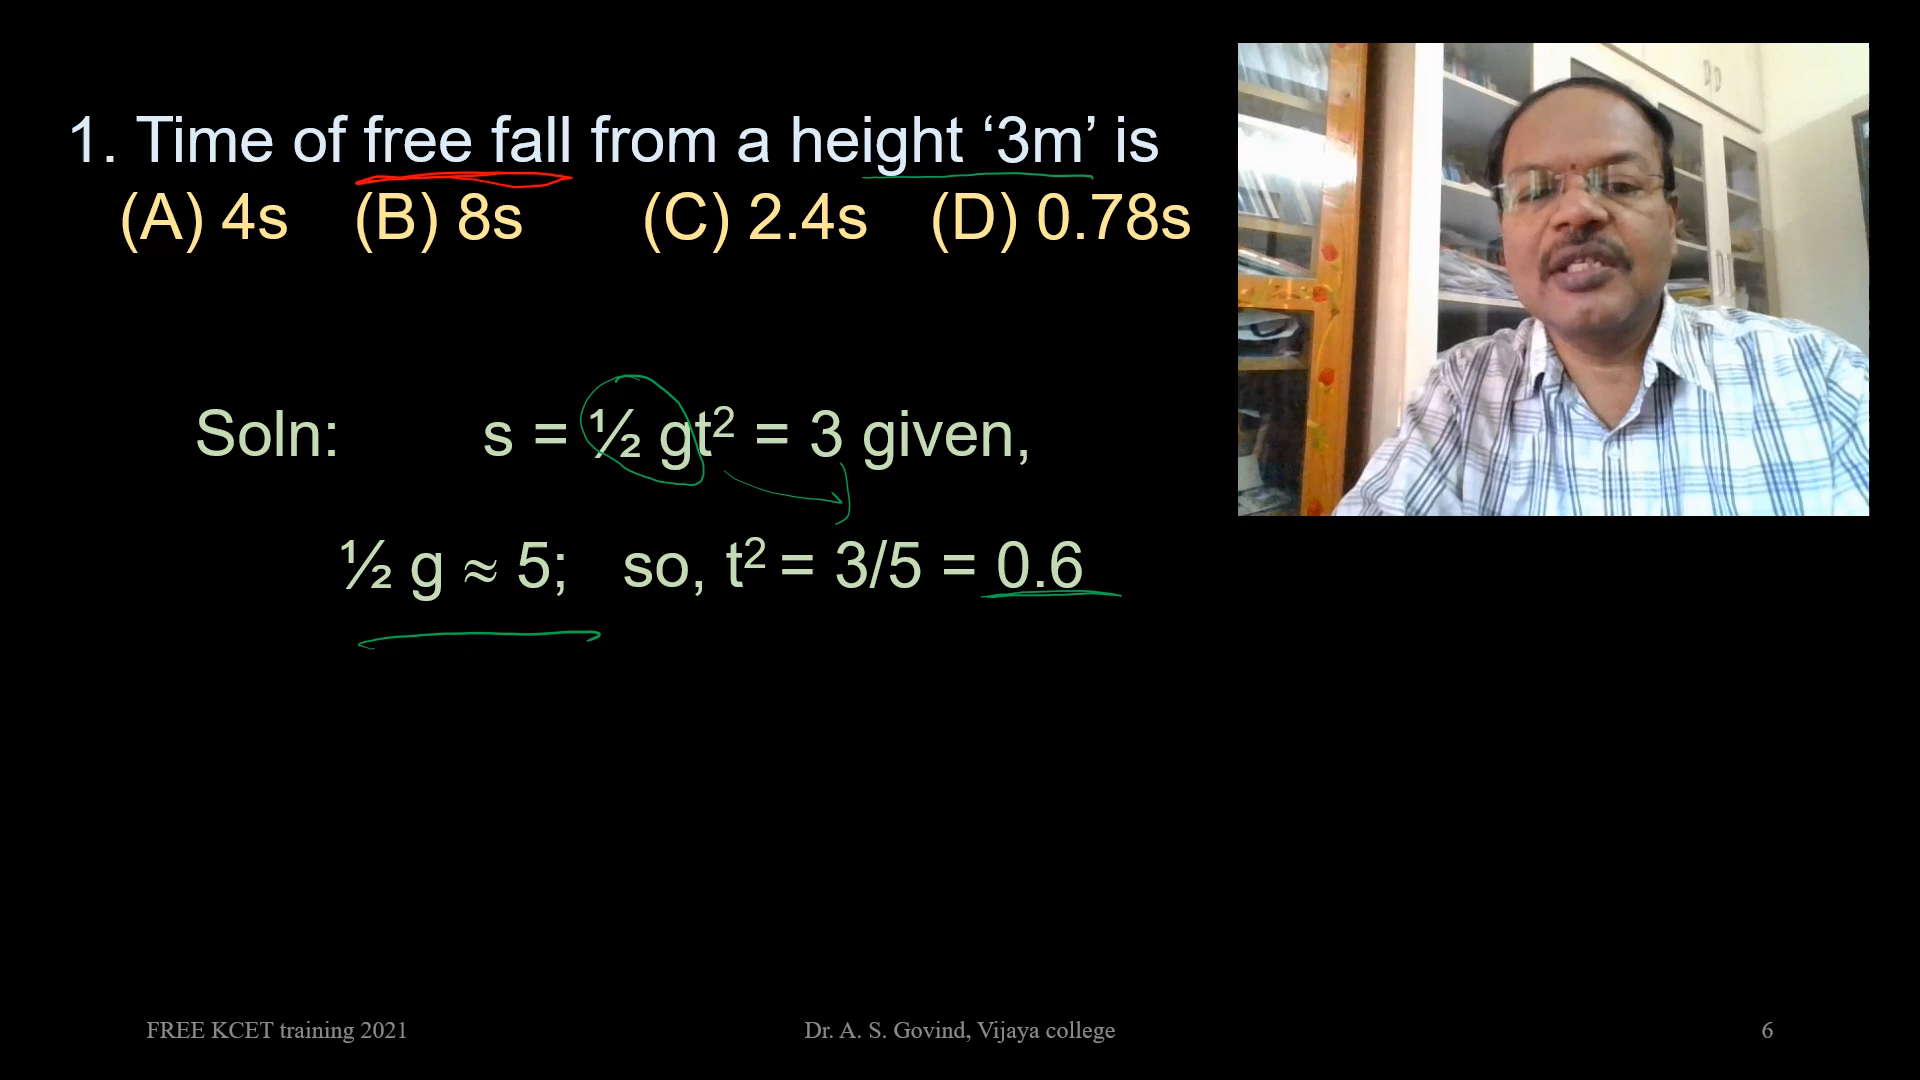 1. Time of free fall from a height ‘3m’ is
(A) 4s (B) 8s (C) 2.4s (D) 0.78s
Soln: s = ½ gt² = 3 given,
½ g ≈ 5; so, t² = 3/5 = 0.6
FREE KCET training 2021 Dr. A. S. Govind, Vijaya college 6